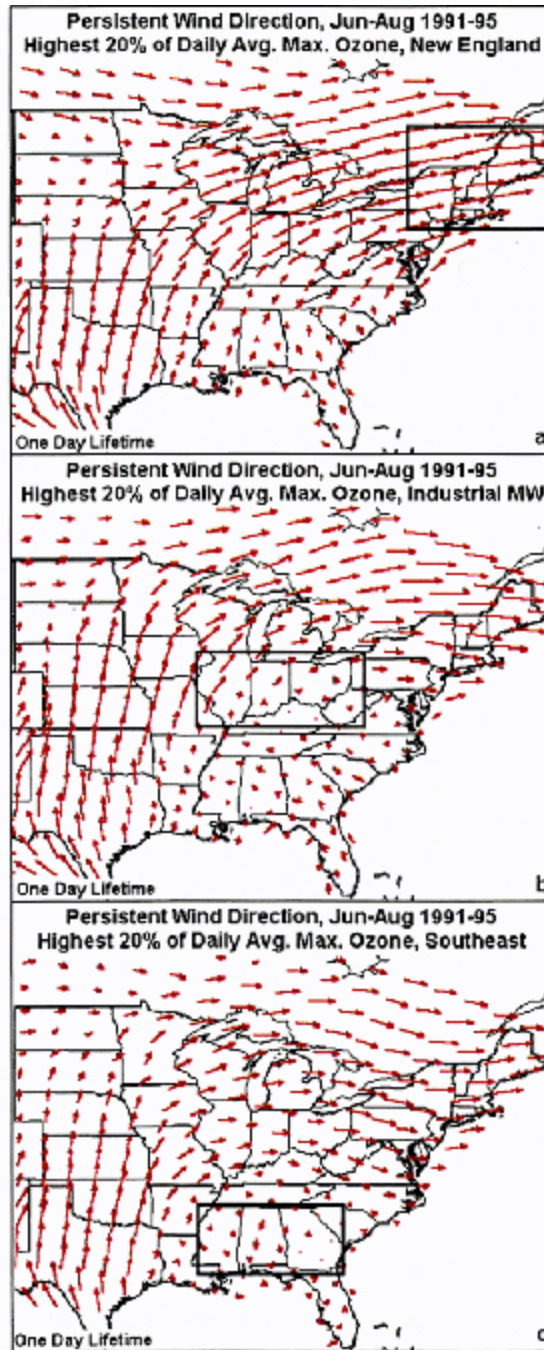 Persistent Wind Direction, Jun-Aug 1991-95
Highest 20% of Daily Avg. Max. Ozone, New England
One Day Lifetime
a
Persistent Wind Direction, Jun-Aug 1991-95
Highest 20% of Daily Avg. Max. Ozone, Industrial MW
One Day Lifetime
b
Persistent Wind Direction, Jun-Aug 1991-95
Highest 20% of Daily Avg. Max. Ozone, Southeast
One Day Lifetime
c